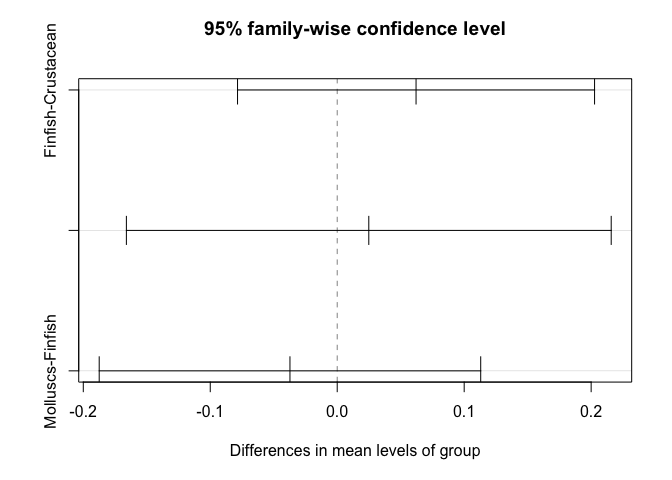 95% family-wise confidence level
Finfish-Crustacean
Molluscs-Finfish
-0.2
-0.1
0.0
0.1
0.2
Differences in mean levels of group